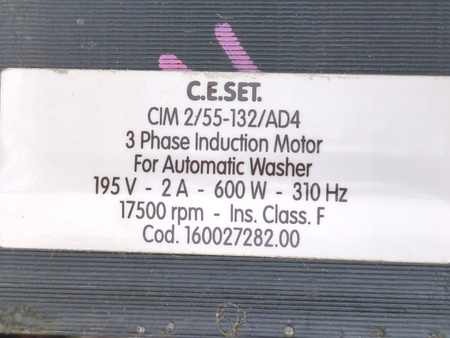 C.E.SET.
CIM 2/55-132/AD4
3 Phase Induction Motor
For Automatic Washer
195 V - 2 A - 600 W - 310 Hz
17500 rpm - Ins. Class. F
Cod. 160027282.00